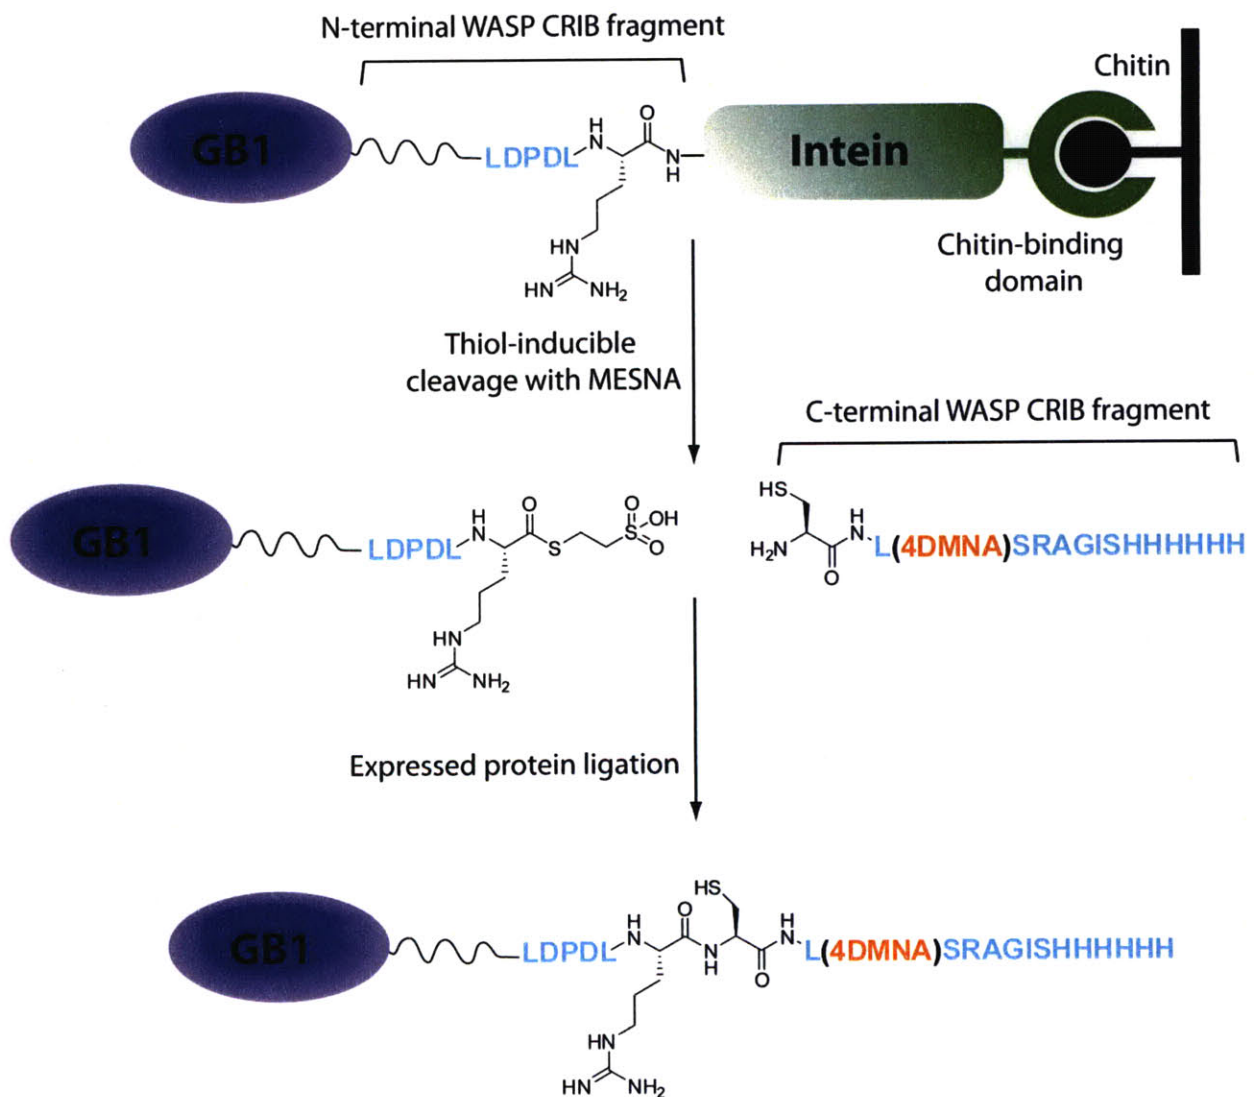 N-terminal WASP CRIB fragment
Chitin
GB1
LDPDL
H
N
O
N
H
Intein
HN
HN
NH2
Chitin-binding
domain
Thiol-inducible
cleavage with MESNA
C-terminal WASP CRIB fragment
HS
GB1
LDPDL
H
N
O
S
O
S
OH
O
H2N
H
N
O
L(4DMNA)SRAGISHHHHHH
HN
HN
NH2
Expressed protein ligation
HS
GB1
LDPDL
H
N
O
N
H
O
H
N
L(4DMNA)SRAGISHHHHHH
HN
HN
NH2